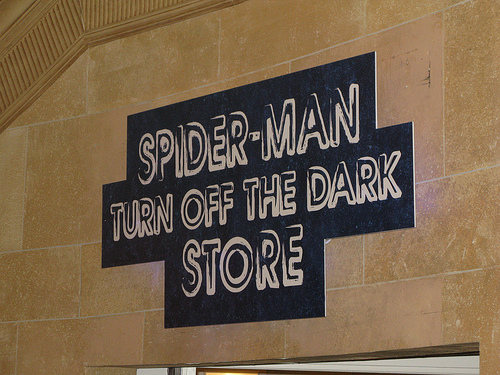 SPIDER-MAN
TURN OFF THE DARK
STORE